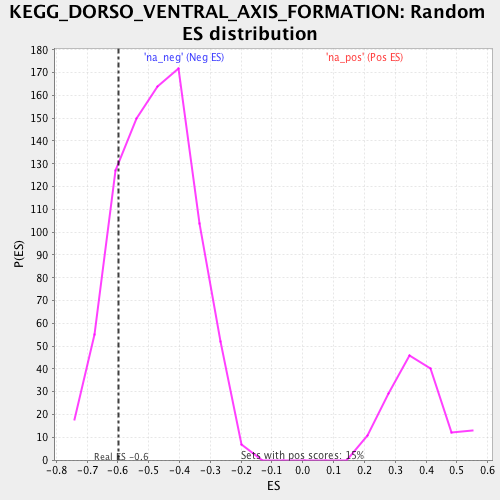 KEGG_DORSO_VENTRAL_AXIS_FORMATION: Random
ES distribution
'na_neg' (Neg ES)
'na_pos' (Pos ES)
180
170
160
150
140
130
120
110
100
90
80
70
60
50
40
30
20
10
0
P(ES)
Real ES -0.6
Sets with pos scores: 15%
-0.8 -0.7 -0.6 -0.5 -0.4 -0.3 -0.2 -0.1 0.0 0.1 0.2 0.3 0.4 0.5 0.6
ES